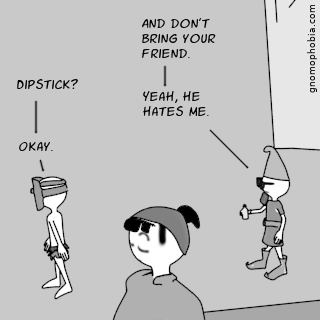 AND DON'T
BRING YOUR
FRIEND.
YEAH, HE
HATES ME.
DIPSTICK?
OKAY.
gnomophobia.com